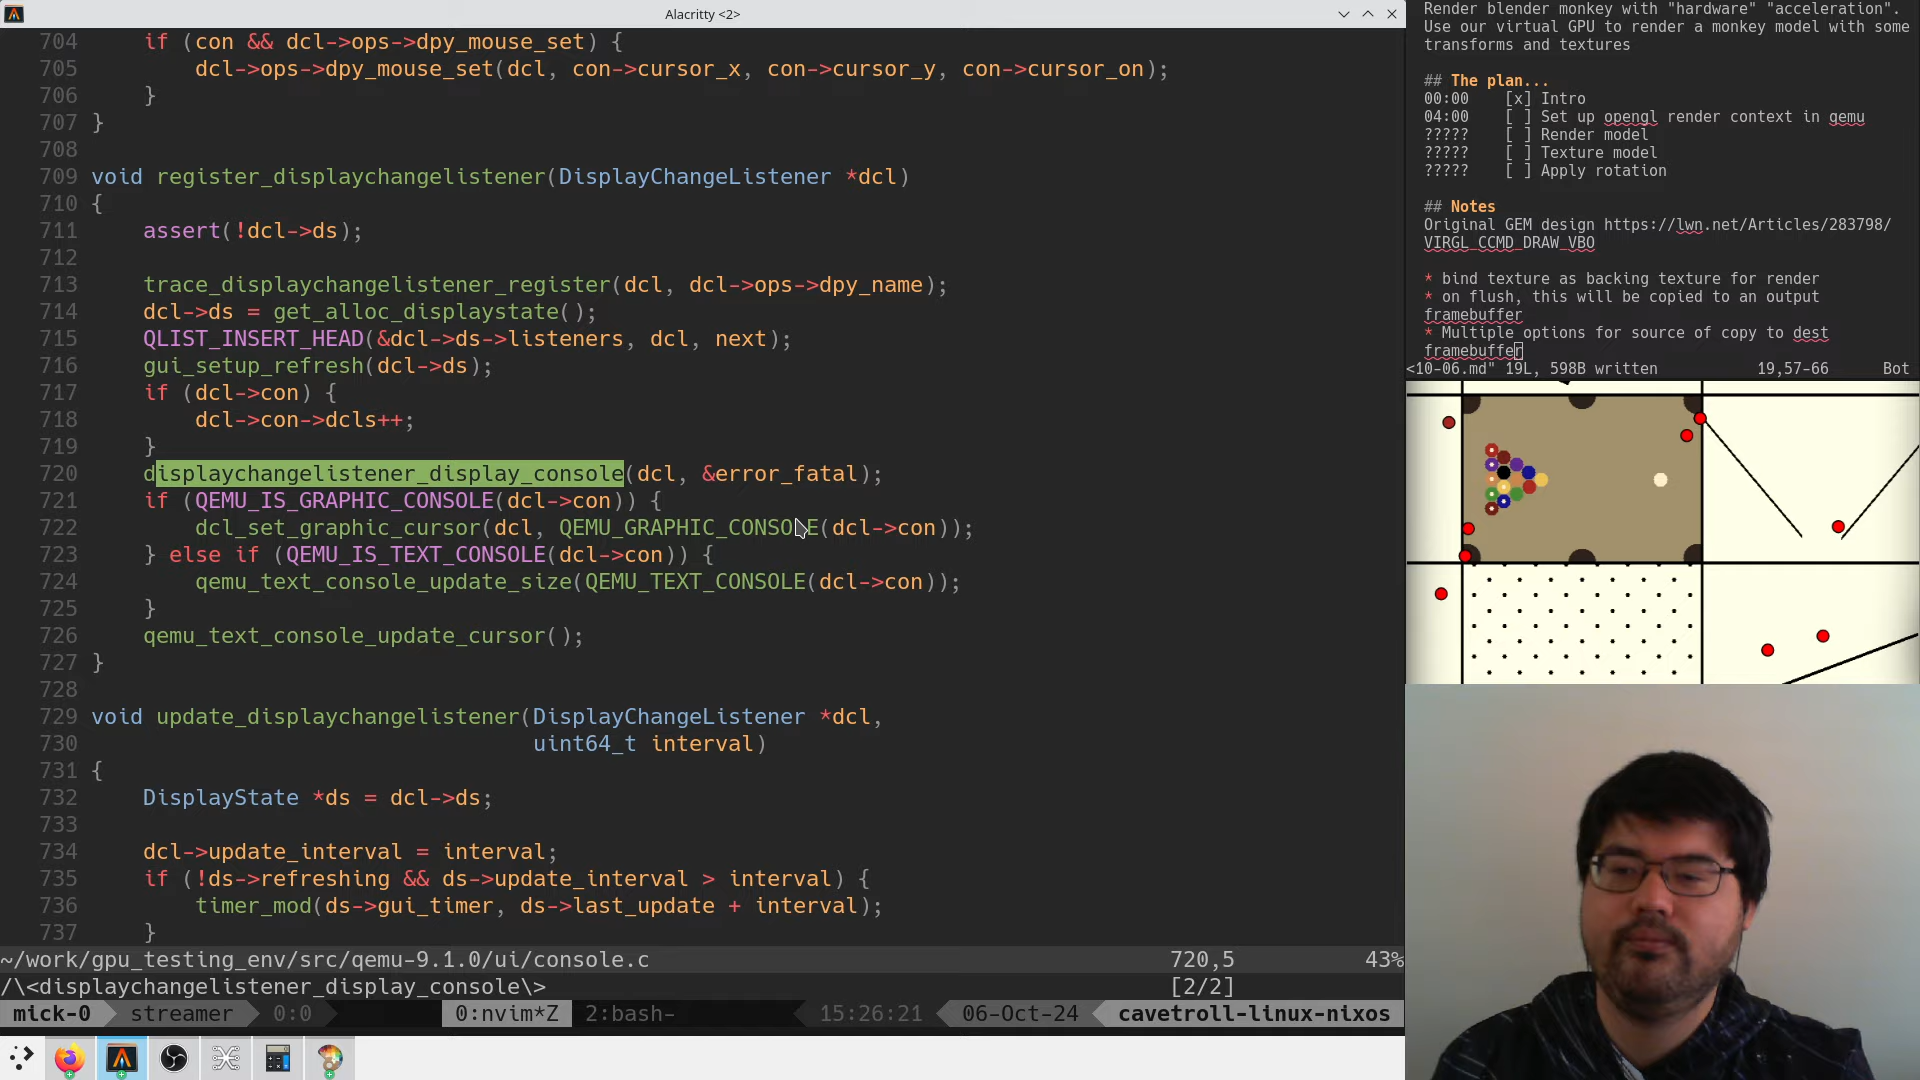 Alacritty <2>
704     if (con && dcl->ops->dpy_mouse_set) {
705         dcl->ops->dpy_mouse_set(dcl, con->cursor_x, con->cursor_y, con->cursor_on);
706     }
707 }
708
709 void register_displaychangelistener(DisplayChangeListener *dcl)
710 {
711     assert(!dcl->ds);
712
713     trace_displaychangelistener_register(dcl, dcl->ops->dpy_name);
714     dcl->ds = get_alloc_displaystate();
715     QLIST_INSERT_HEAD(&dcl->ds->listeners, dcl, next);
716     gui_setup_refresh(dcl->ds);
717     if (dcl->con) {
718         dcl->con->dcls++;
719     }
720     displaychangelistener_display_console(dcl, &error_fatal);
721     if (QEMU_IS_GRAPHIC_CONSOLE(dcl->con)) {
722         dcl_set_graphic_cursor(dcl, QEMU_GRAPHIC_CONSOLE(dcl->con));
723     } else if (QEMU_IS_TEXT_CONSOLE(dcl->con)) {
724         qemu_text_console_update_size(QEMU_TEXT_CONSOLE(dcl->con));
725     }
726     qemu_text_console_update_cursor();
727 }
728
729 void update_displaychangelistener(DisplayChangeListener *dcl,
730                                   uint64_t interval)
731 {
732     DisplayState *ds = dcl->ds;
733
734     dcl->update_interval = interval;
735     if (!ds->refreshing && ds->update_interval > interval) {
736         timer_mod(ds->gui_timer, ds->last_update + interval);
737     }
~/work/gpu_testing_env/src/qemu-9.1.0/ui/console.c 720,5 43%
/\<displaychangelistener_display_console\> [2/2]
mick-0 streamer 0:0 0:nvim*Z 2:bash- 15:26:21 06-Oct-24 cavetroll-linux-nixos
Render blender monkey with "hardware" "acceleration".
Use our virtual GPU to render a monkey model with some
transforms and textures
## The plan...
00:00    [x] Intro
04:00    [ ] Set up opengl render context in qemu
?????    [ ] Render model
?????    [ ] Texture model
?????    [ ] Apply rotation
## Notes
Original GEM design https://lwn.net/Articles/283798/
VIRGL_CCMD_DRAW_VBO
* bind texture as backing texture for render
* on flush, this will be copied to an output
framebuffer
* Multiple options for source of copy to dest
framebuffer
<10-06.md" 19L, 598B written 19,57-66 Bot